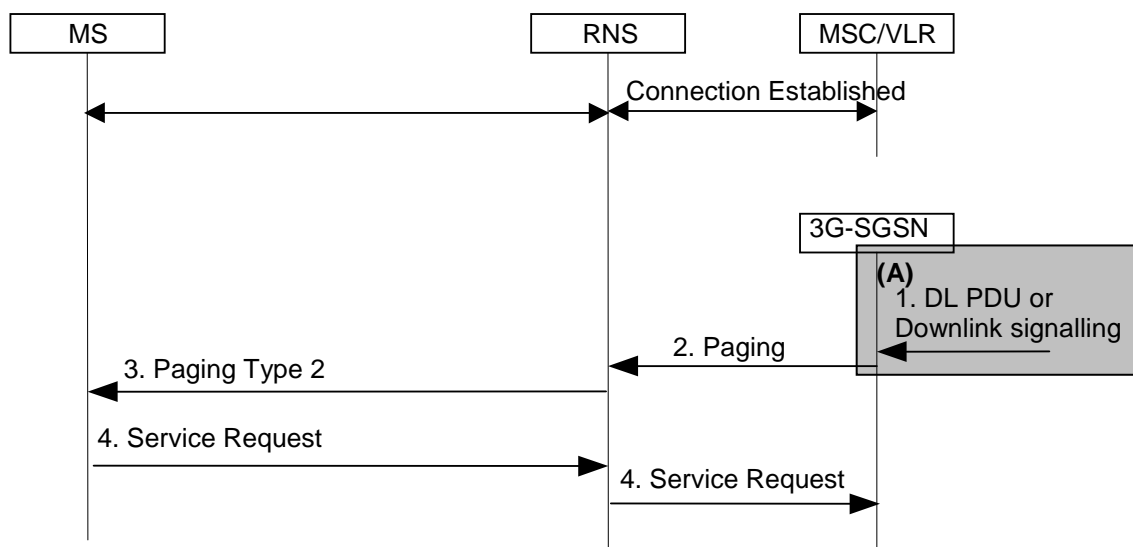 MS
RNS
MSC/VLR
Connection Established
3G-SGSN
(A)
1. DL PDU or
Downlink signalling
2. Paging
3. Paging Type 2
4. Service Request
4. Service Request